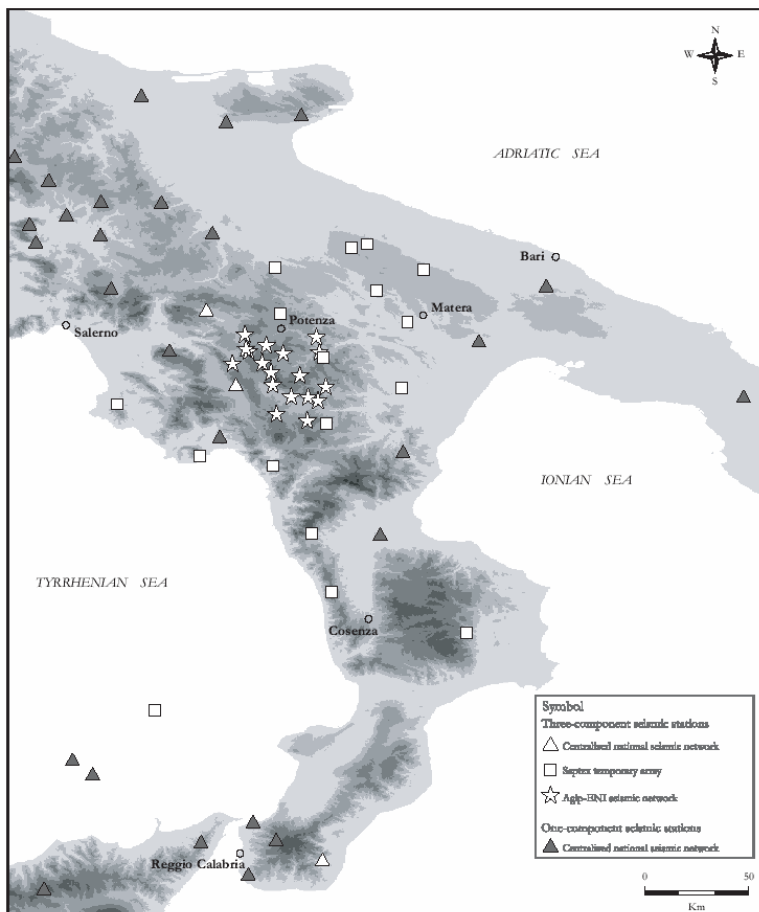 N
W E
S
ADRIATIC SEA
Bari
Matera
Potenza
Salerno
IONIAN SEA
TYRRHENIAN SEA
Cosenza
Reggio Calabria
Symbol
Three-component seismic stations
Centralised national seismic network
Saptex temporary array
Agip-ENI seismic network
One-component seismic stations
Centralised national seismic network
0 50
Km